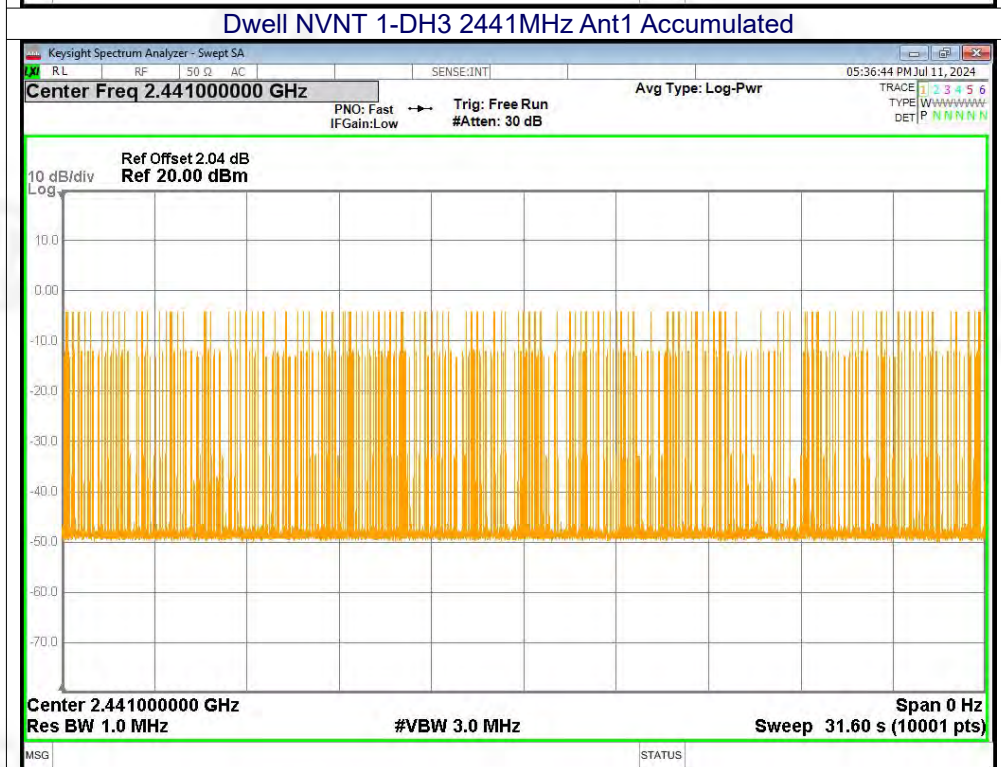 Dwell NVNT 1-DH3 2441MHz Ant1 Accumulated
Keysight Spectrum Analyzer - Swept SA
LXI RL RF 50 Ω AC SENSE:INT 05:36:44 PM Jul 11, 2024
Center Freq 2.441000000 GHz Avg Type: Log-Pwr TRACE 1 2 3 4 5 6
PNO: Fast Trig: Free Run TYPE WWWWWWW
IFGain:Low #Atten: 30 dB DET P N N N N N
Ref Offset 2.04 dB
10 dB/div Ref 20.00 dBm
Log
10.0
0.00
-10.0
-20.0
-30.0
-40.0
-50.0
-60.0
-70.0
Center 2.441000000 GHz Span 0 Hz
Res BW 1.0 MHz #VBW 3.0 MHz Sweep 31.60 s (10001 pts)
MSG STATUS